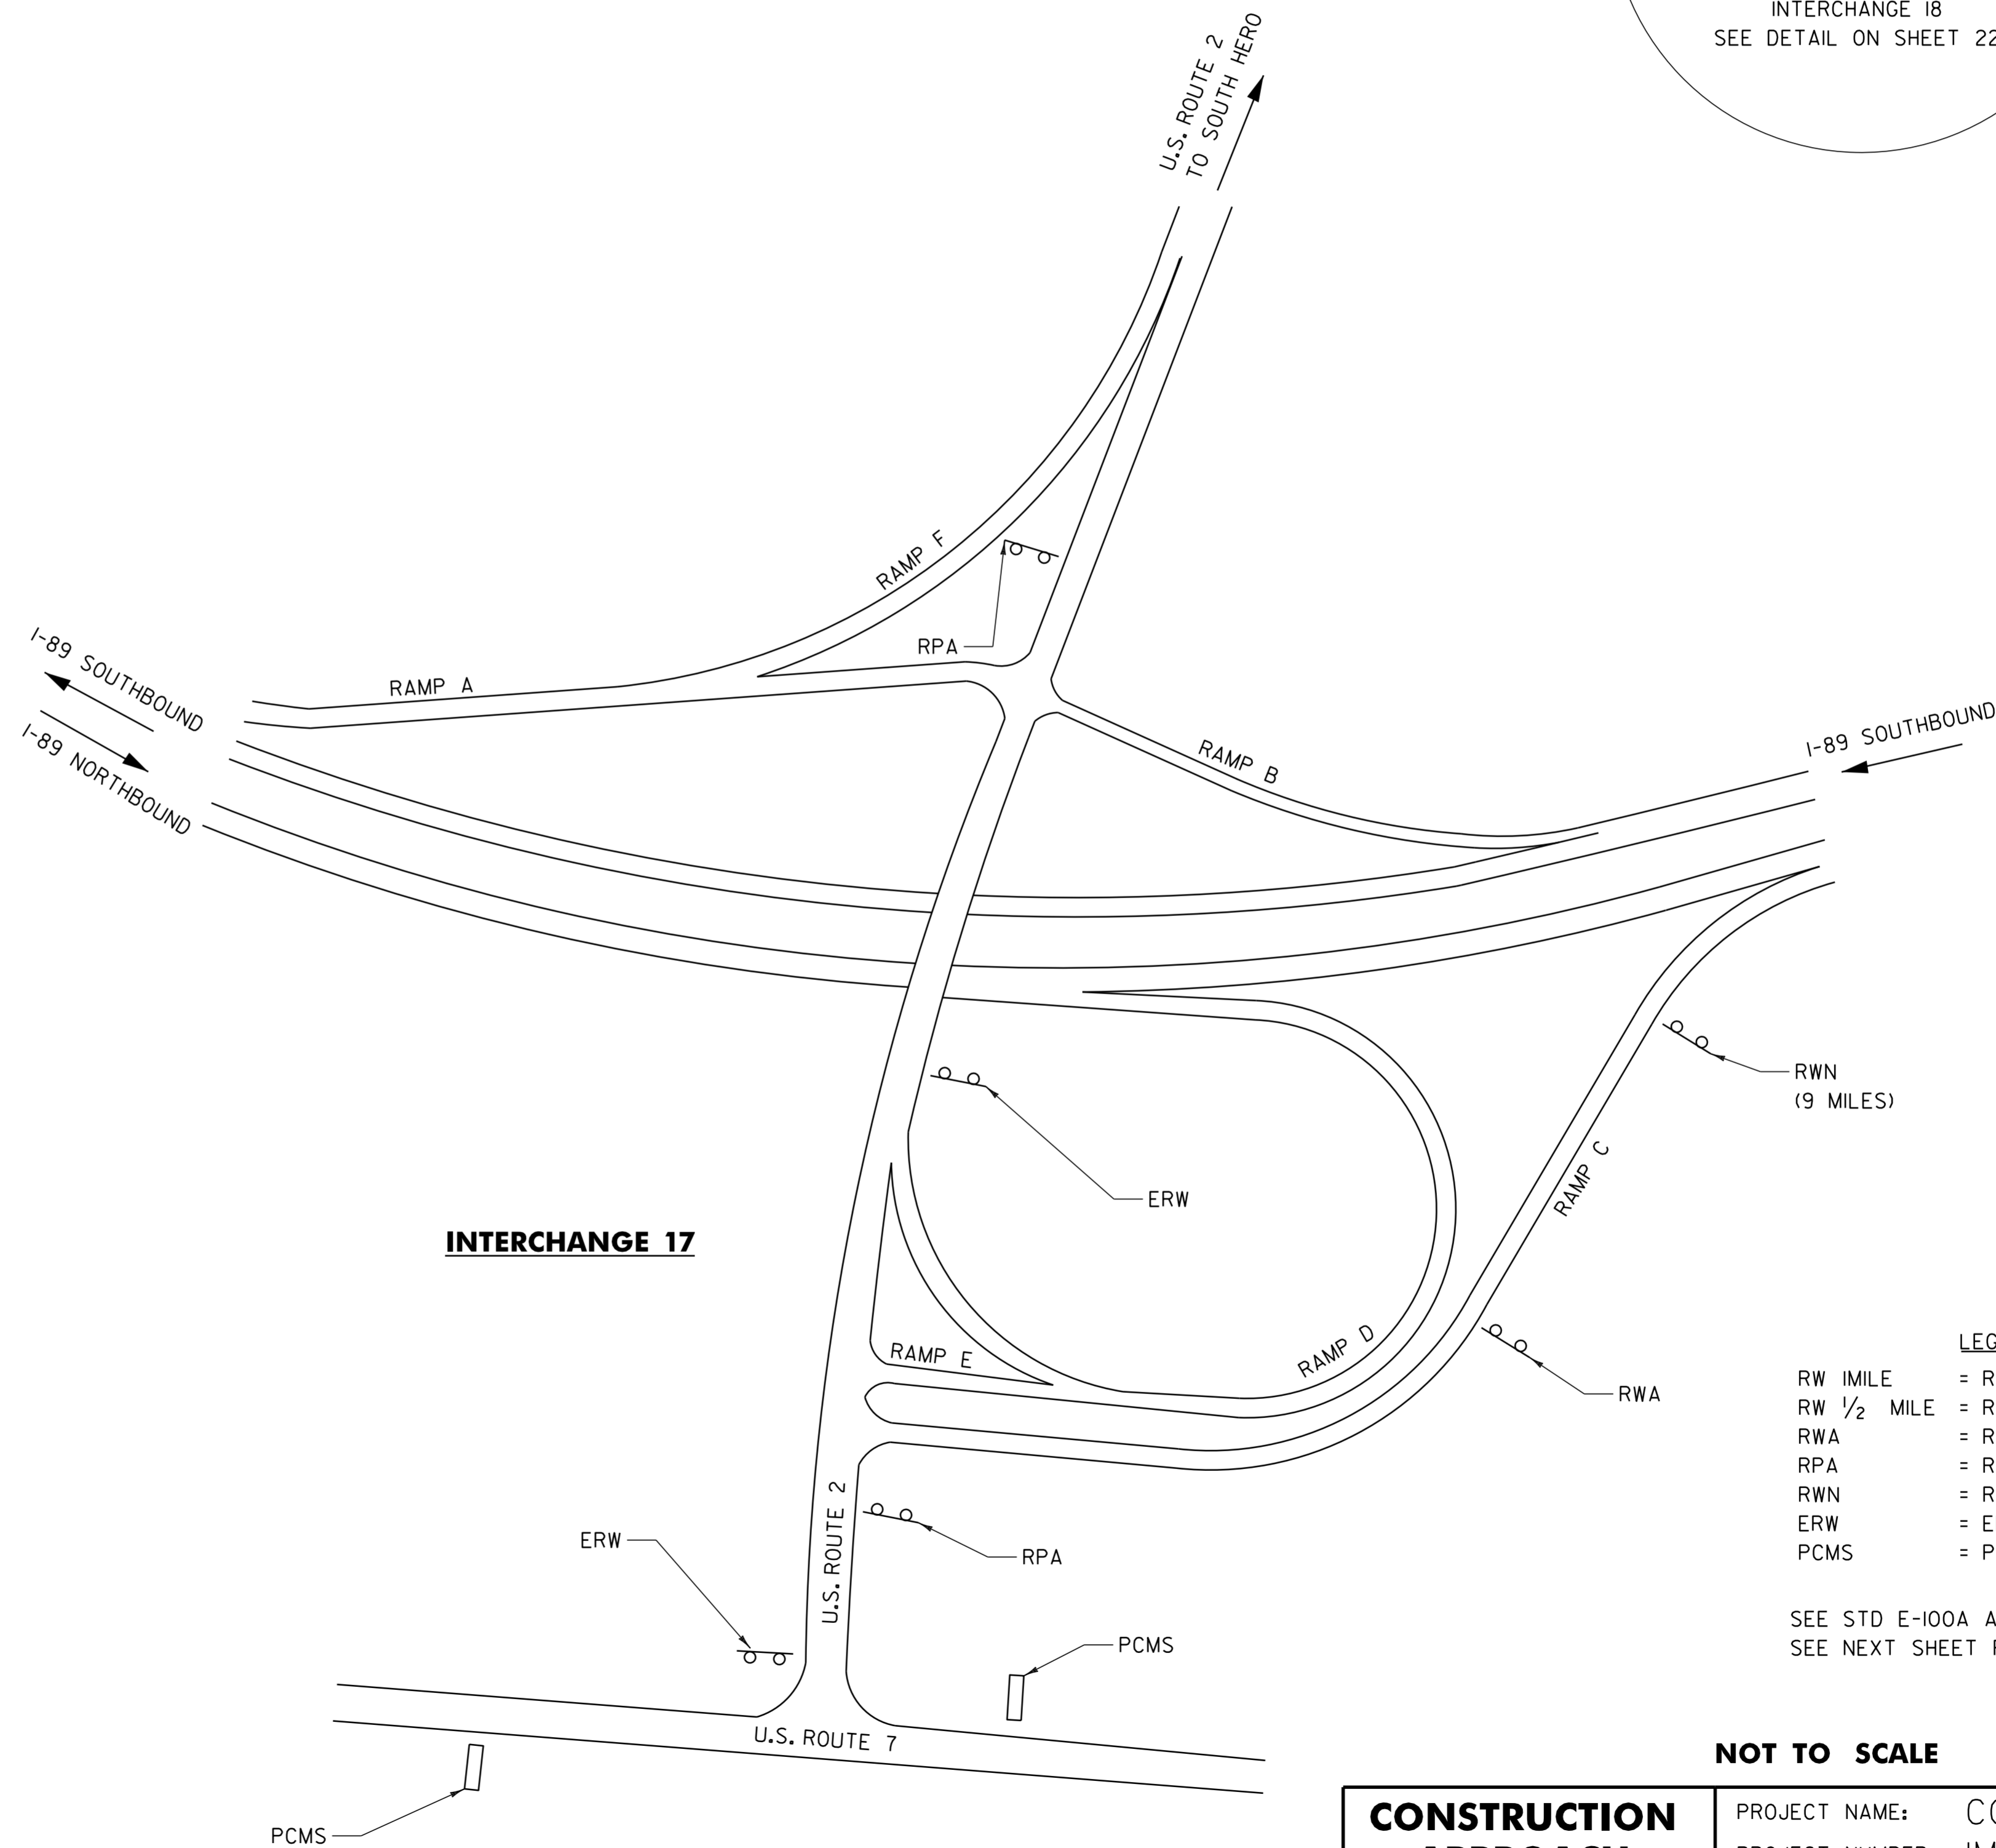 INTERCHANGE 18
SEE DETAIL ON SHEET 22
U.S. ROUTE 2
TO SOUTH HERO
RAMP F
RPA
I-89 SOUTHBOUND
RAMP A
I-89 NORTHBOUND
RAMP B
I-89 SOUTHBOUND
RWN
(9 MILES)
RAMP C
ERW
INTERCHANGE 17
RAMP E
RAMP D
RWA
U.S. ROUTE 2
ERW
RPA
PCMS
U.S. ROUTE 7
PCMS
LEG
RW 1MILE = R
RW 1/2 MILE = R
RWA = R
RPA = R
RWN = R
ERW = E
PCMS = P
SEE STD E-100A A
SEE NEXT SHEET F
NOT TO SCALE
CONSTRUCTION
PROJECT NAME: